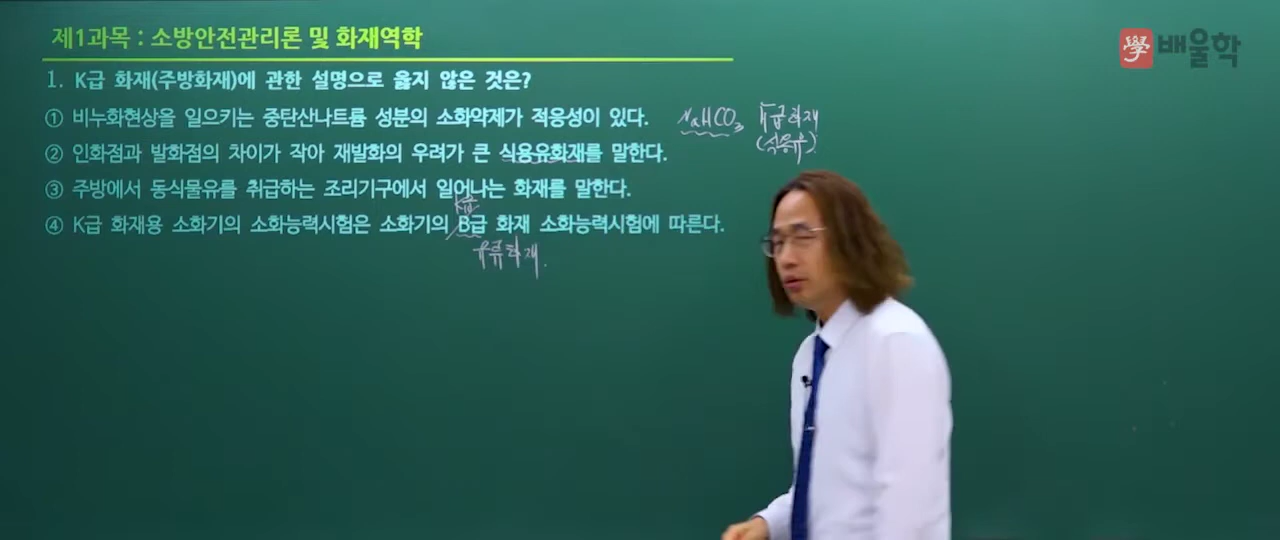 제1과목 : 소방안전관리론 및 화재역학
學배울학
1. K급 화재(주방화재)에 관한 설명으로 옳지 않은 것은?
① 비누화현상을 일으키는 중탄산나트륨 성분의 소화약제가 적응성이 있다.
NaHCO3 K급화재
(식용유)
② 인화점과 발화점의 차이가 작아 재발화의 우려가 큰 식용유화재를 말한다.
③ 주방에서 동식물유를 취급하는 조리기구에서 일어나는 화재를 말한다.
K급
④ K급 화재용 소화기의 소화능력시험은 소화기의 B급 화재 소화능력시험에 따른다.
유류화재.